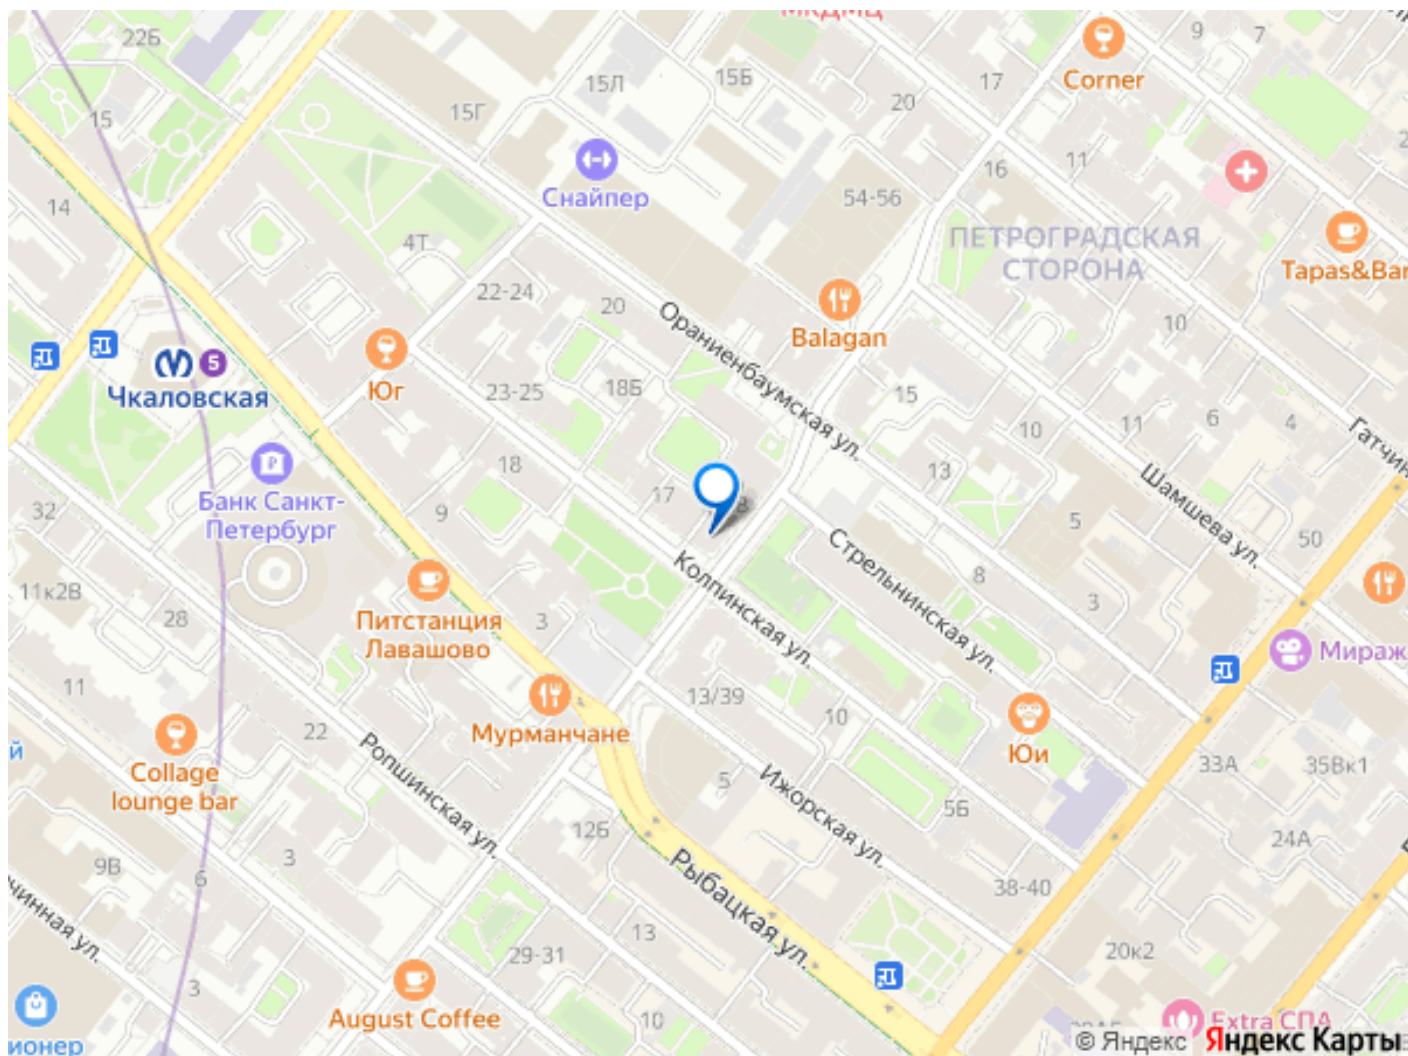 МКДМЦ
22Б
9
7
Corner
15Л
15Б
17
15Г
20
15
Снайпер
16
11
54-56
14
ПЕТРОГРАДСКАЯ
СТОРОНА
4Т
Tapas&Bar
22-24
20
Balagan
10
Ораниенбаумская ул.
5
Чкаловская
Юг
23-25
18Б
15
11
6
4
Гатчин
10
18
13
Шамшева ул.
Банк Санкт-
Петербург
9
17
В
32
5
50
Стрельнинская ул.
Колпинская ул.
8
3
11к2В
28
Питстанция
Лавашово
3
Мираж
11
13/39
10
22
Мурманчане
Юи
й
Collage
lounge bar
Ропшинская ул.
5
Ижорская ул.
33А
35Вк1
5Б
12Б
24А
9В
3
6
Рыбацкая ул.
38-40
чинная ул.
13
29-31
20к2
3
August Coffee
10
Extra СПА
ионер
© Яндекс Яндекс Карты